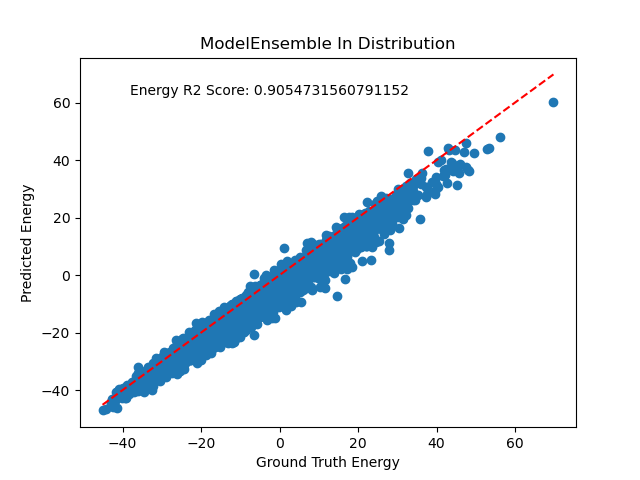 ModelEnsemble In Distribution
Energy R2 Score: 0.9054731560791152
Predicted Energy
60
40
20
0
−20
−40
−40 −20 0 20 40 60
Ground Truth Energy